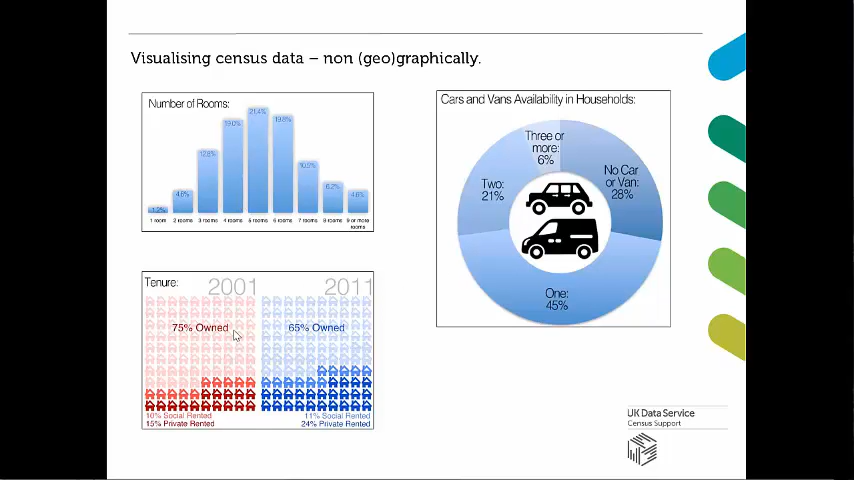 Visualising census data – non (geo)graphically.
Number of Rooms:
1.2%
4.8%
12.8%
19.0%
21.4%
19.8%
10.5%
6.2%
4.6%
1 room
2 rooms
3 rooms
4 rooms
5 rooms
6 rooms
7 rooms
8 rooms
9 or more
rooms
Cars and Vans Availability in Households:
Three or
more:
6%
No Car
or Van:
28%
Two:
21%
One:
45%
Tenure:
2001
2011
75% Owned
65% Owned
10% Social Rented
15% Private Rented
11% Social Rented
24% Private Rented
UK Data Service
Census Support